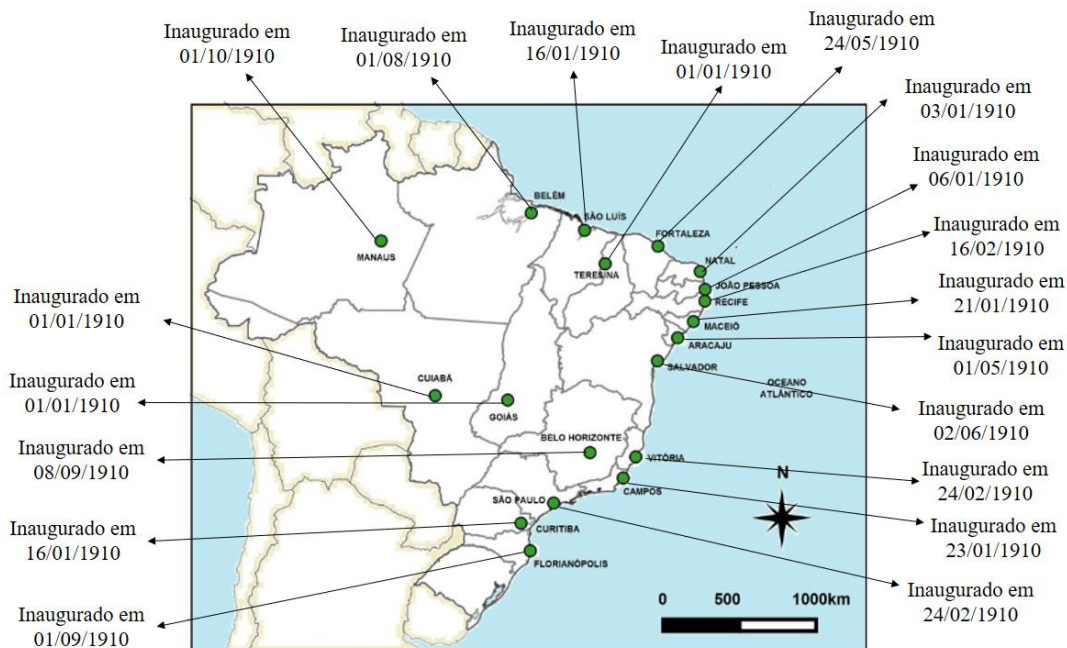 Inaugurado em
01/10/1910
Inaugurado em
01/08/1910
Inaugurado em
16/01/1910
Inaugurado em
01/01/1910
Inaugurado em
24/05/1910
Inaugurado em
03/01/1910
Inaugurado em
06/01/1910
Inaugurado em
16/02/1910
Inaugurado em
21/01/1910
Inaugurado em
01/05/1910
Inaugurado em
02/06/1910
Inaugurado em
24/02/1910
Inaugurado em
23/01/1910
Inaugurado em
24/02/1910
Inaugurado em
01/01/1910
Inaugurado em
01/01/1910
Inaugurado em
08/09/1910
Inaugurado em
16/01/1910
Inaugurado em
01/09/1910
BELÉM
SÃO LUÍS
FORTALEZA
MANAUS
TERESINA
NATAL
JOÃO PESSOA
RECIFE
MACEIÓ
ARACAJU
SALVADOR
CUIABÁ
GOIÁS
OCEANO
ATLÂNTICO
BELO HORIZONTE
VITÓRIA
CAMPOS
SÃO PAULO
CURITIBA
FLORIANÓPOLIS
N
0 500 1000km